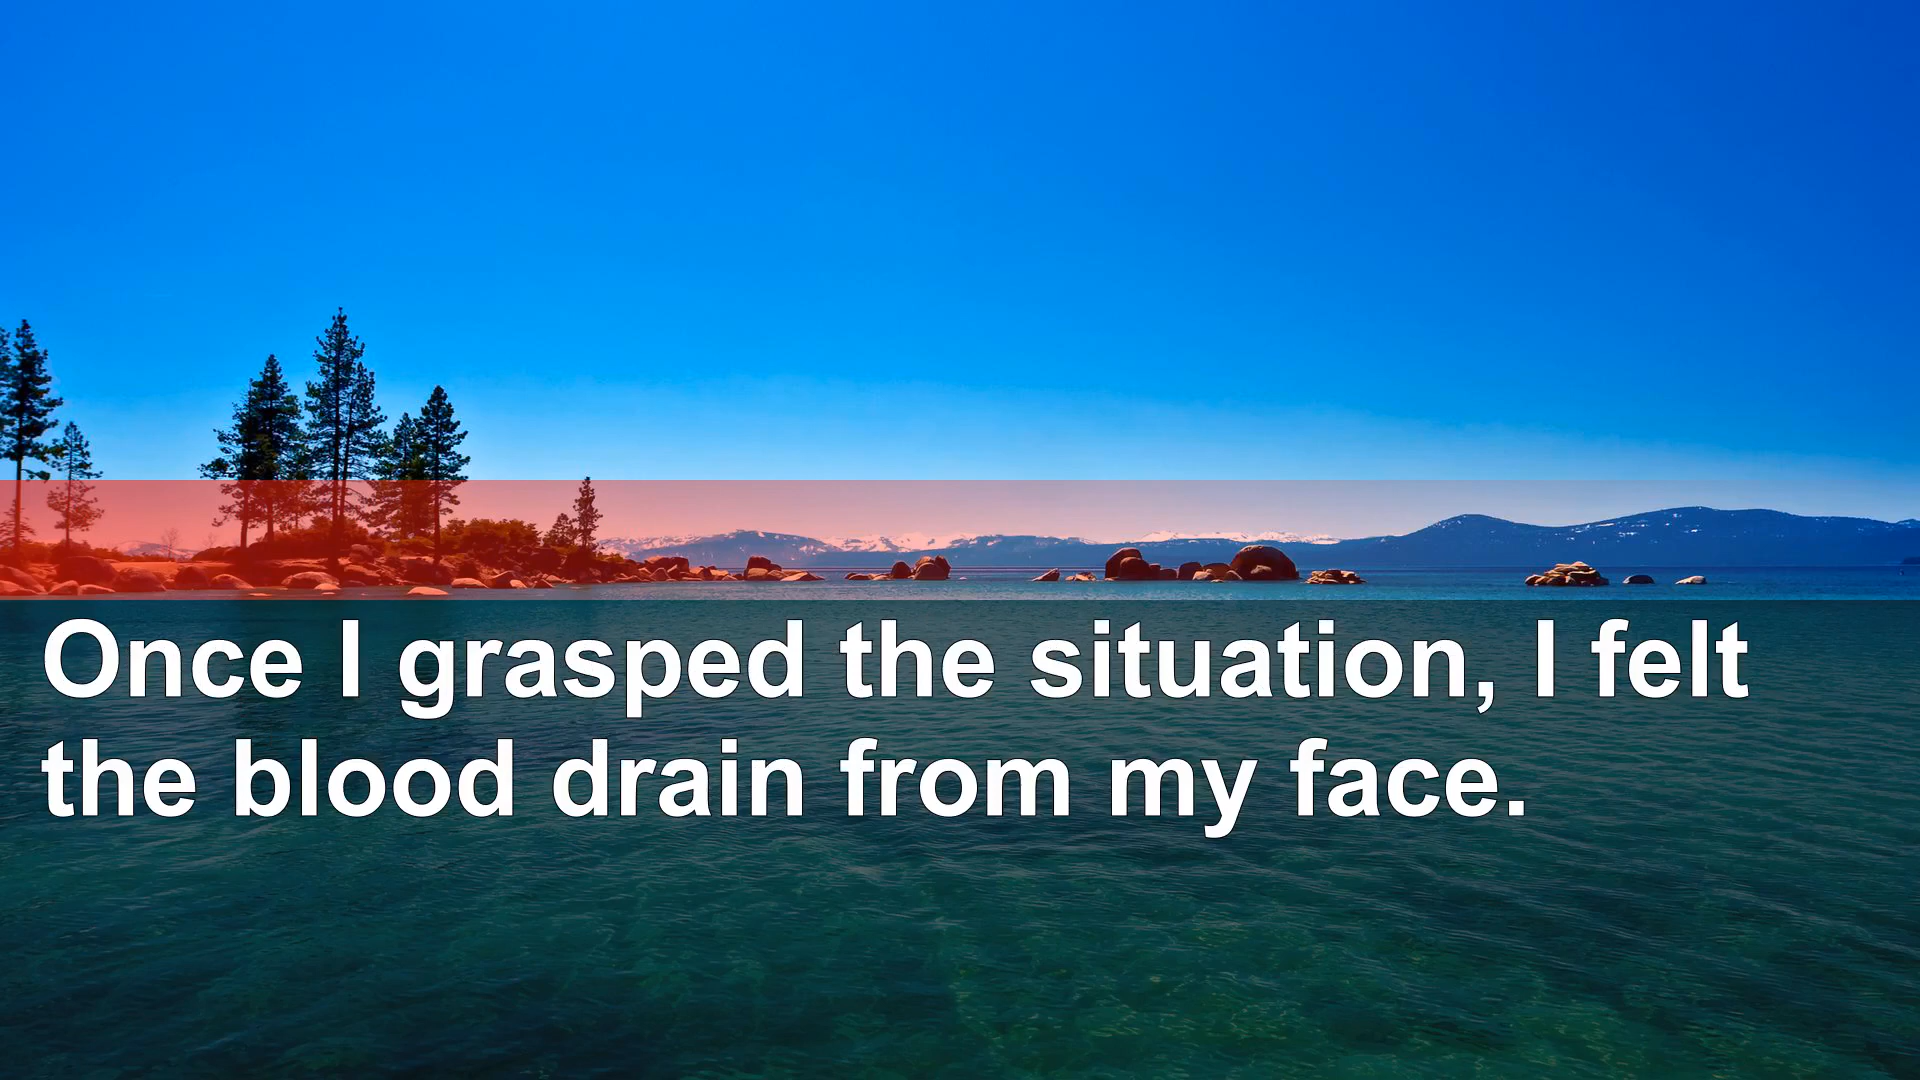 Once I grasped the situation, I felt
the blood drain from my face.